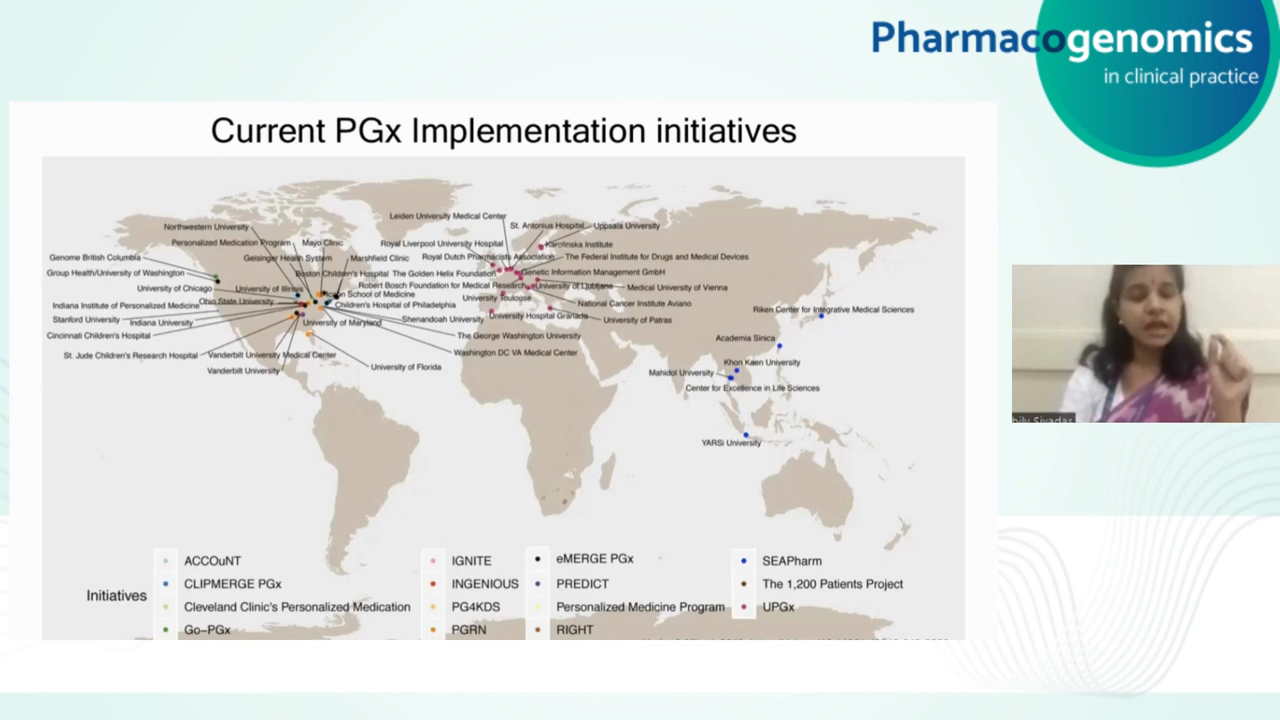 Pharmacogenomics
in clinical practice
Current PGx Implementation initiatives
Leiden University Medical Center
Northwestern University
St. Antonius Hospital
Uppsala University
Personalized Medication Program
Mayo Clinic
Royal Liverpool University Hospital
Karolinska Institute
Genome British Columbia
Geisinger Health System
Marshfield Clinic
Royal Dutch Pharmacists Association
The Federal Institute for Drugs and Medical Devices
Group Health/University of Washington
Boston Children's Hospital
The Golden Helix Foundation
Genetic Information Management GmbH
University of Chicago
University of Illinois
Robert Bosch Foundation for Medical Research
University of Ljubljana
Medical University of Vienna
School of Medicine
University Toulouse
Indiana Institute of Personalized Medicine
Ohio State University
Children's Hospital of Philadelphia
National Cancer Institute Aviano
Riken Center for Integrative Medical Sciences
Stanford University
Indiana University
University of Maryland
Shenandoah University
University Hospital Granada
University of Patras
Cincinnati Children's Hospital
The George Washington University
Academia Sinica
St. Jude Children's Research Hospital
Vanderbilt University Medical Center
Washington DC VA Medical Center
Khon Kaen University
Vanderbilt University
University of Florida
Mahidol University
Center for Excellence in Life Sciences
YARSI University
Initiatives
ACCOuNT
CLIPMERGE PGx
Cleveland Clinic's Personalized Medication
Go-PGx
IGNITE
INGENIOUS
PG4KDS
PGRN
eMERGE PGx
PREDICT
Personalized Medicine Program
RIGHT
SEAPharm
The 1,200 Patients Project
UPGx
Sivadas